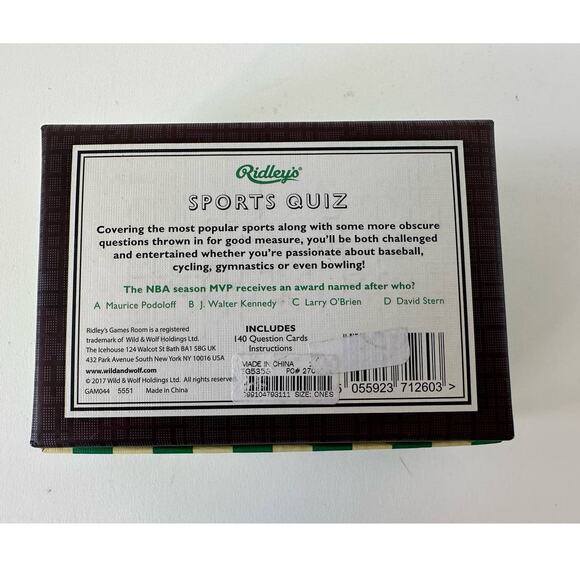 Ridley's®
SPORTS QUIZ
Covering the most popular sports along with some more obscure
questions thrown in for good measure, you'll be both challenged
and entertained whether you're passionate about baseball,
cycling, gymnastics or even bowling!
The NBA season MVP receives an award named after who?
A Maurice Podoloff B J. Walter Kennedy C Larry O'Brien D David Stern
Ridley's Games Room is a registered
trademark of Wild & Wolf Holdings Ltd.
The Icehouse 124 Walcot St Bath BA1 5BG UK
432 Park Avenue South New York NY 10016 USA
www.wildandwolf.com
© 2017 Wild & Wolf Holdings Ltd. All rights reserved
GAM044 5551 Made in China
INCLUDES
140 Question Cards
Instructions
MADE IN CHINA
PO# 270
SIZE: ONES
055923 712603 >